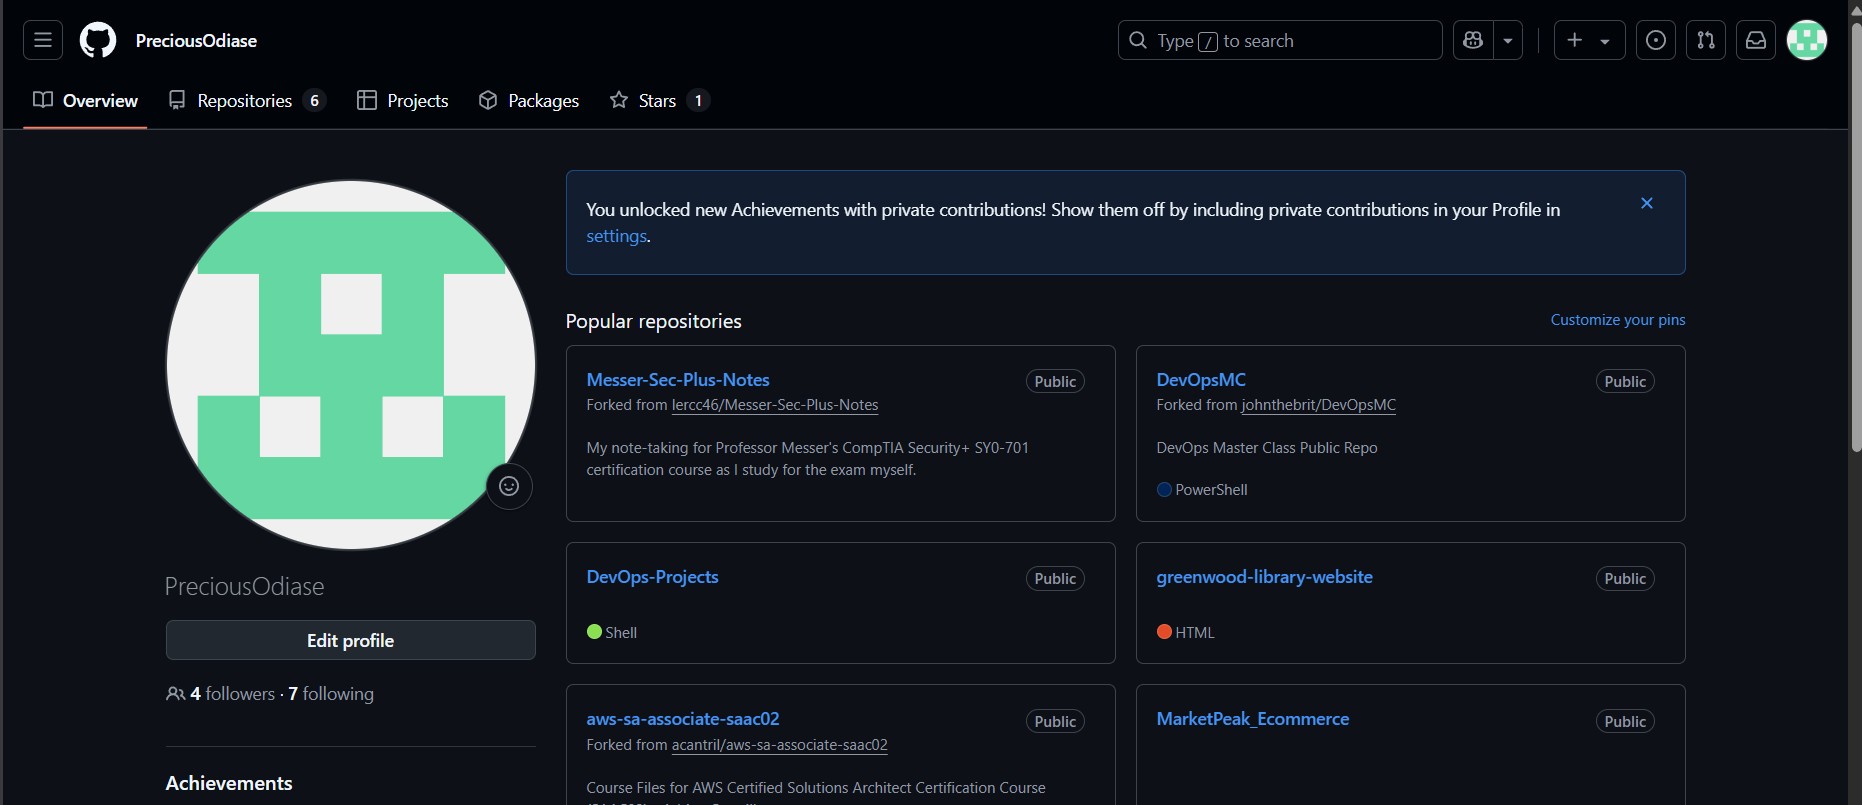 PreciousOdiase
Type / to search
Overview
Repositories 6
Projects
Packages
Stars 1
You unlocked new Achievements with private contributions! Show them off by including private contributions in your Profile in
settings.
Popular repositories
Customize your pins
Messer-Sec-Plus-Notes
Public
Forked from lercc46/Messer-Sec-Plus-Notes
My note-taking for Professor Messer's CompTIA Security+ SY0-701
certification course as I study for the exam myself.
DevOpsMC
Public
Forked from johnthebrit/DevOpsMC
DevOps Master Class Public Repo
PowerShell
DevOps-Projects
Public
Shell
greenwood-library-website
Public
HTML
aws-sa-associate-saac02
Public
Forked from acantril/aws-sa-associate-saac02
Course Files for AWS Certified Solutions Architect Certification Course
MarketPeak_Ecommerce
Public
PreciousOdiase
Edit profile
4 followers · 7 following
Achievements